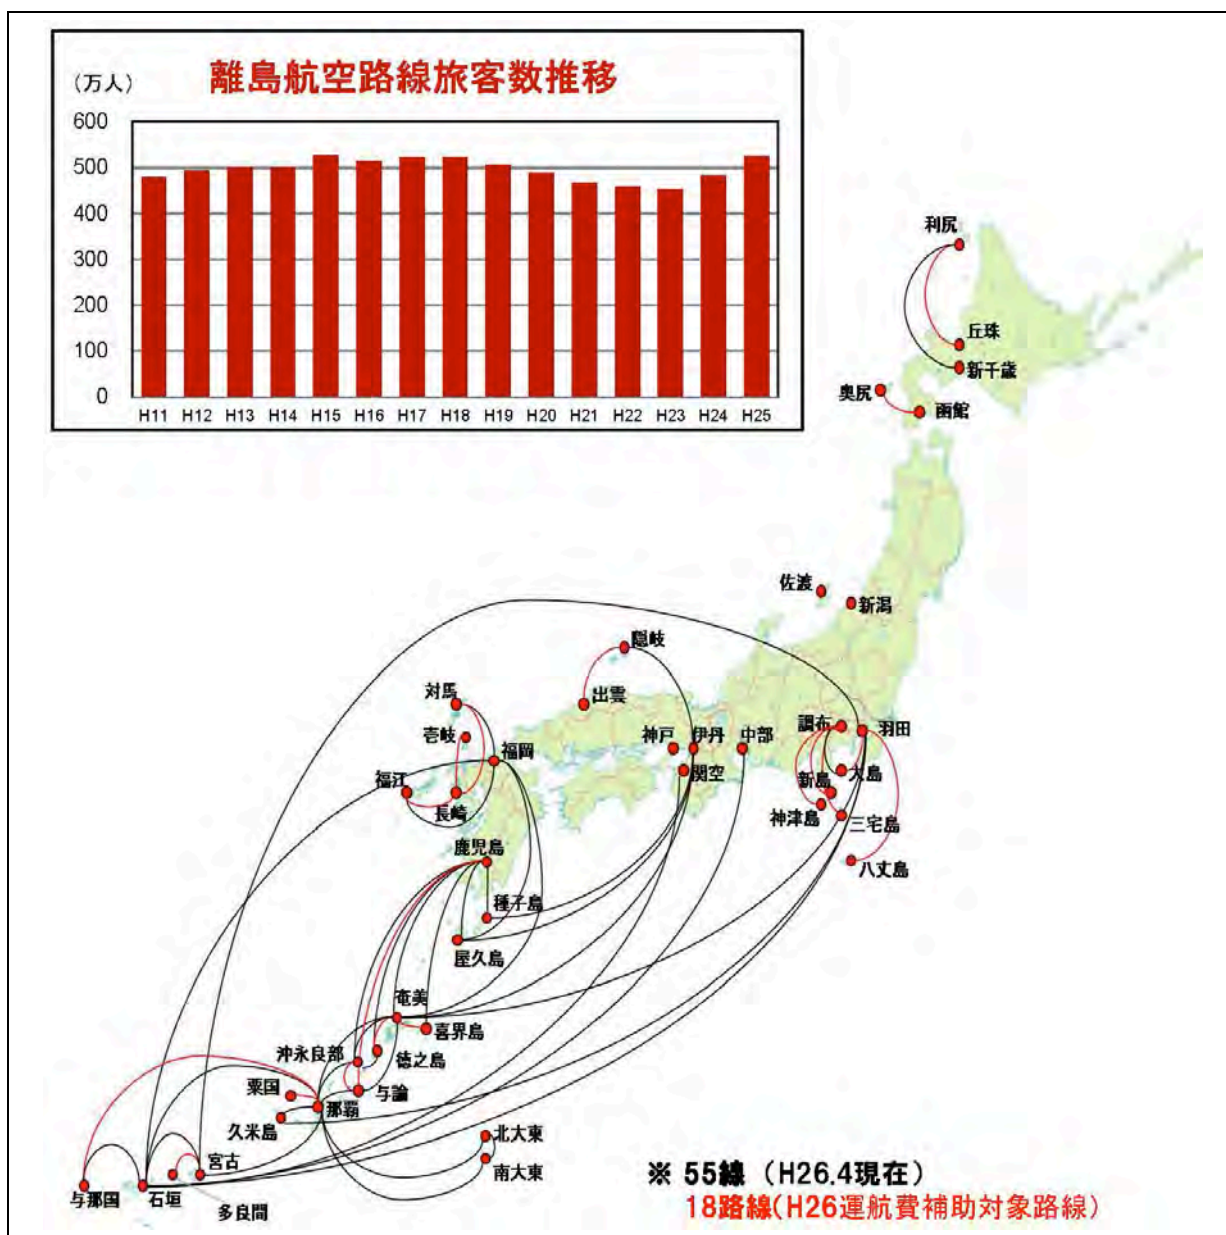 離島航空路線旅客数推移
(万人)
600
500
400
300
200
100
0
H11 H12 H13 H14 H15 H16 H17 H18 H19 H20 H21 H22 H23 H24 H25
利尻
丘珠
新千歳
奥尻
函館
佐渡
新潟
隠岐
対馬
出雲
壱岐
福岡
神戸
伊丹
中部
調布
羽田
関空
福江
長崎
新島
大島
神津島
三宅島
鹿児島
八丈島
種子島
屋久島
奄美
喜界島
沖永良部
徳之島
粟国
与論
那覇
久米島
北大東
宮古
南大東
与那国
石垣
多良間
※ 55線（H26.4現在）
18路線(H26運航費補助対象路線)